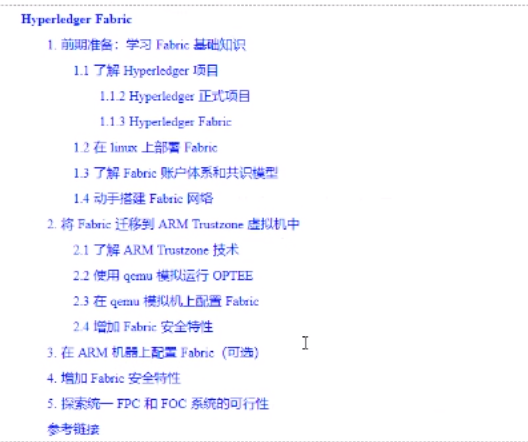 Hyperledger Fabric
1. 前期准备：学习 Fabric 基础知识
1.1 了解 Hyperledger 项目
1.1.2 Hyperledger 正式项目
1.1.3 Hyperledger Fabric
1.2 在 linux 上部署 Fabric
1.3 了解 Fabric 账户体系和共识模型
1.4 动手搭建 Fabric 网络
2. 将 Fabric 迁移到 ARM Trustzone 虚拟机中
2.1 了解 ARM Trustzone 技术
2.2 使用 qemu 模拟运行 OPTEE
2.3 在 qemu 模拟机上配置 Fabric
2.4 增加 Fabric 安全特性
3. 在 ARM 机器上配置 Fabric（可选）
4. 增加 Fabric 安全特性
5. 探索统一 FPC 和 FOC 系统的可行性
参考链接